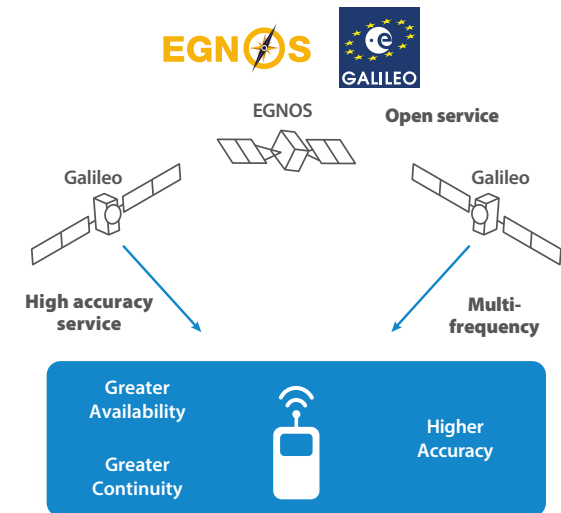 EGNOS
GALILEO
EGNOS
Open service
Galileo
Galileo
High accuracy
service
Multi-
frequency
Greater
Availability
Higher
Accuracy
Greater
Continuity